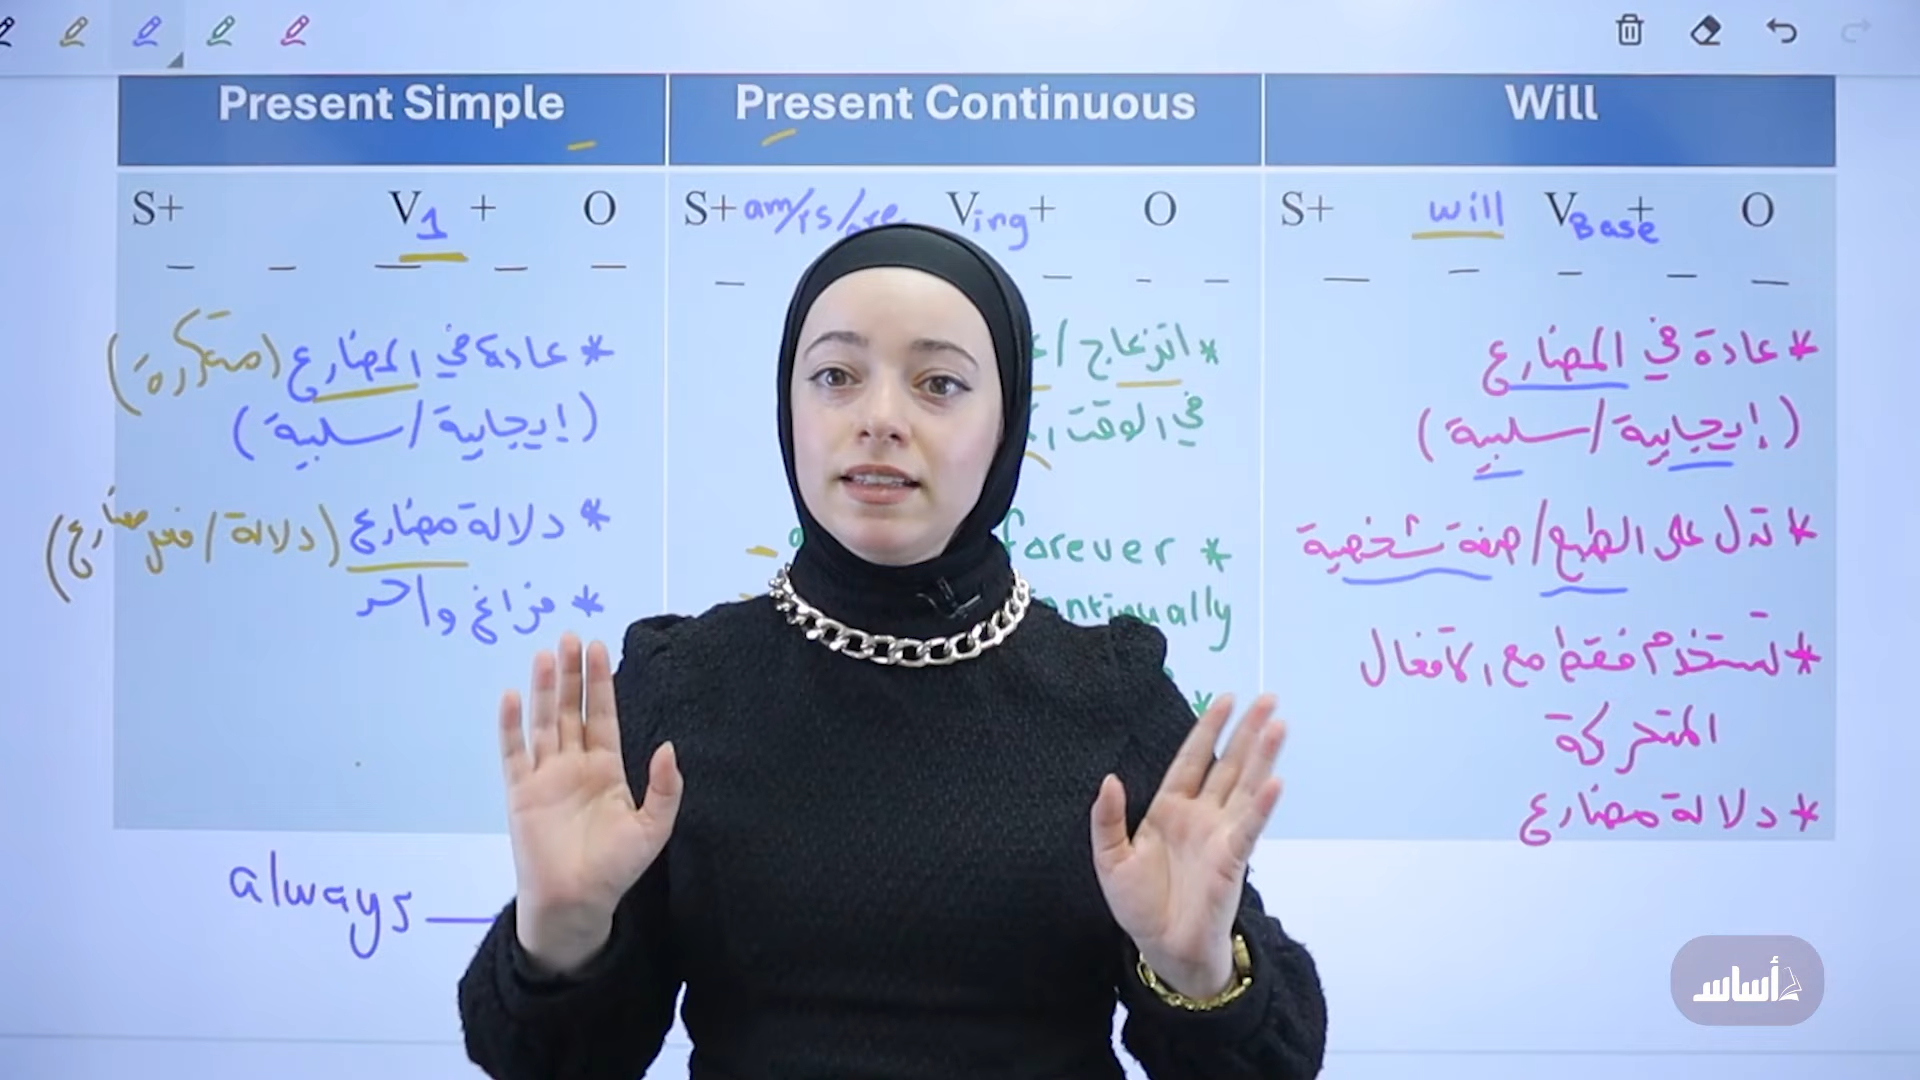 Present Simple
S+ V1 + O
* عادة في المضارع (متكررة)
(إيجابية/سلبية)
* دلالة مضارع (دلالة/فعل مضارع)
* فراغ واحد
always
Present Continuous
S+ am/is/are Ving + O
* انزعاج /
في الوقت
forever *
continually
*
Will
S+ will VBase + O
* عادة في المضارع
(إيجابية/سلبية)
* تدل على الطبع/صفة شخصية
* تستخدم فقط مع الأفعال
المتحركة
* دلالة مضارع
أساس